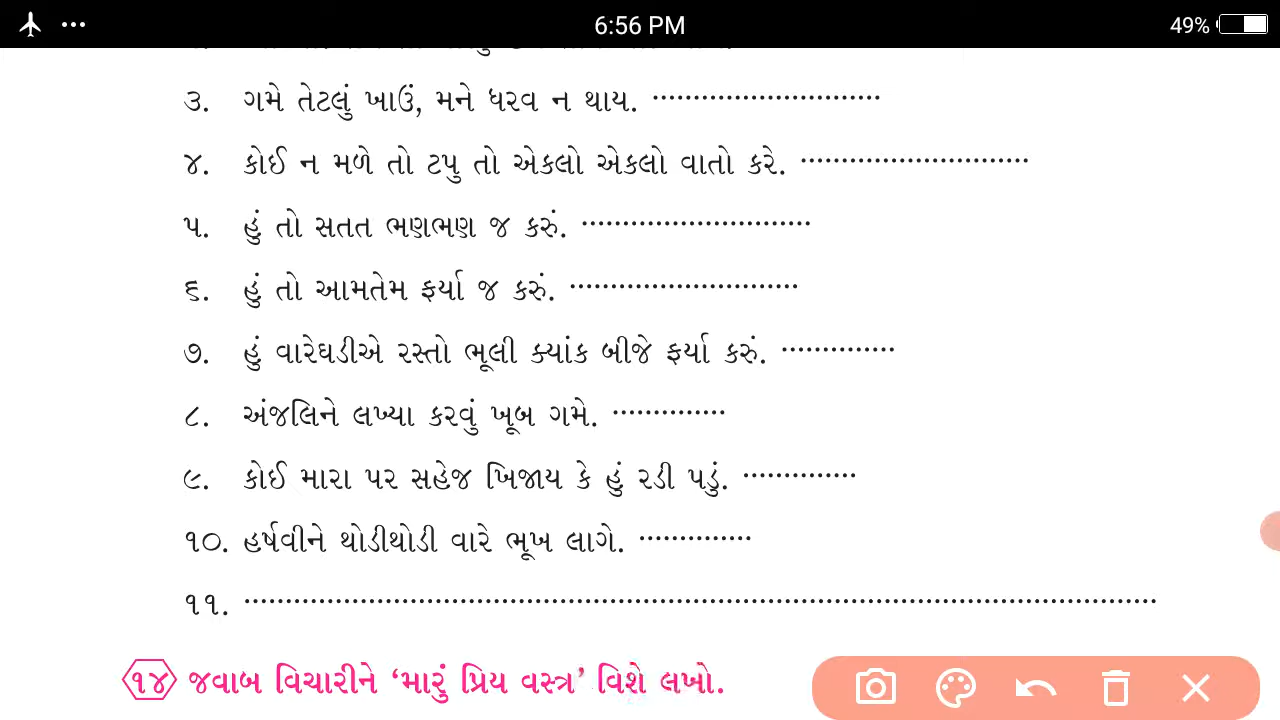 6:56 PM
49%
૩. ગમે તેટલું ખાઉં, મને ધરવ ન થાય. ............................
૪. કોઈ ન મળે તો ટપુ તો એકલો એકલો વાતો કરે. ............................
૫. હું તો સતત ભણભણ જ કરું. ............................
૬. હું તો આમતેમ ફર્યા જ કરું. ............................
૭. હું વારેઘડીએ રસ્તો ભૂલી ક્યાંક બીજે ફર્યા કરું. ..............
૮. અંજલિને લખ્યા કરવું ખૂબ ગમે. ..............
૯. કોઈ મારા પર સહેજ ખિજાય કે હું રડી પડું. ..............
૧૦. હર્ષવીને થોડીથોડી વારે ભૂખ લાગે. ..............
૧૧. ................................................................................................................
૧૪ જવાબ વિચારીને ‘મારું પ્રિય વસ્ત્ર’ વિશે લખો.